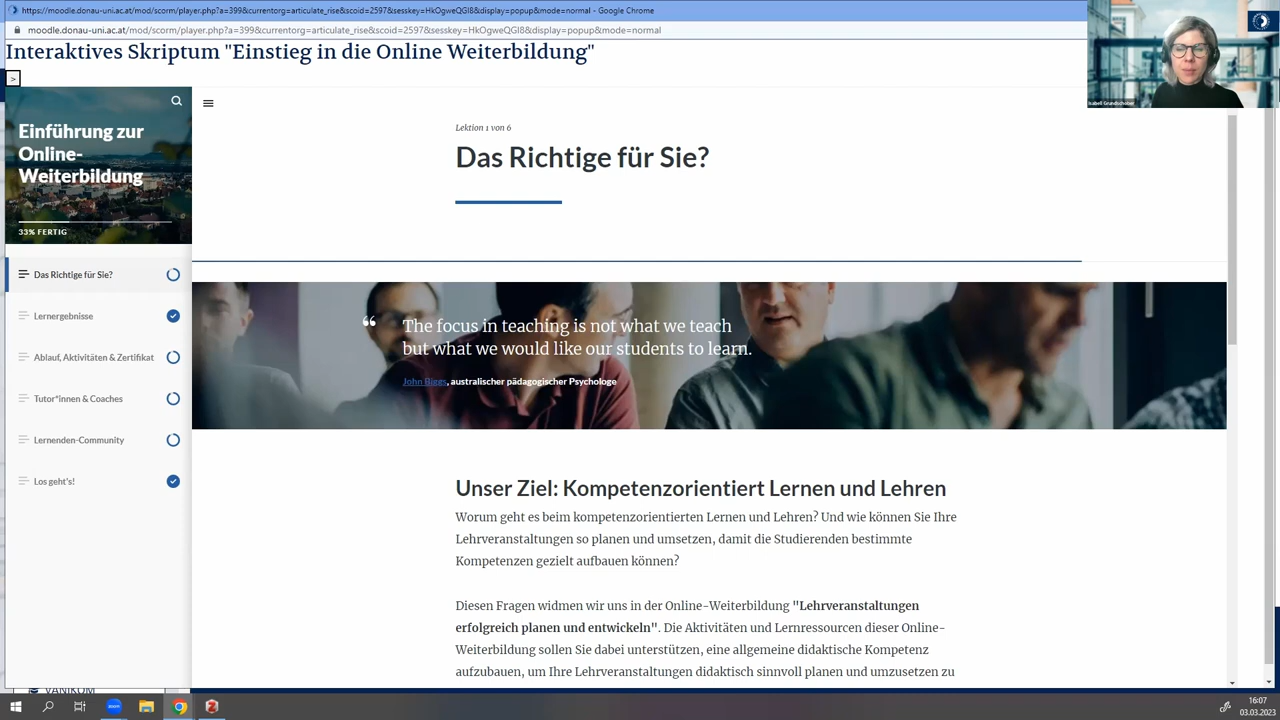 https://moodle.donau-uni.ac.at/mod/scorm/player.php?a=399&currentorg=articulate_rise&scoid=2597&sesskey=HkOgweQGI8&display=popup&mode=normal - Google Chrome
moodle.donau-uni.ac.at/mod/scorm/player.php?a=399&currentorg=articulate_rise&scoid=2597&sesskey=HkOgweQGI8&display=popup&mode=normal
Interaktives Skriptum "Einstieg in die Online Weiterbildung"
>
Isabell Grundschober
Einführung zur
Online-
Weiterbildung
33% FERTIG
Das Richtige für Sie?
Lernergebnisse
Ablauf, Aktivitäten & Zertifikat
Tutor*innen & Coaches
Lernenden-Community
Los geht's!
Lektion 1 von 6
Das Richtige für Sie?
“ The focus in teaching is not what we teach
but what we would like our students to learn.
John Biggs, australischer pädagogischer Psychologe
Unser Ziel: Kompetenzorientiert Lernen und Lehren
Worum geht es beim kompetenzorientierten Lernen und Lehren? Und wie können Sie Ihre
Lehrveranstaltungen so planen und umsetzen, damit die Studierenden bestimmte
Kompetenzen gezielt aufbauen können?
Diesen Fragen widmen wir uns in der Online-Weiterbildung "Lehrveranstaltungen
erfolgreich planen und entwickeln". Die Aktivitäten und Lernressourcen dieser Online-
Weiterbildung sollen Sie dabei unterstützen, eine allgemeine didaktische Kompetenz
aufzubauen, um Ihre Lehrveranstaltungen didaktisch sinnvoll planen und umzusetzen zu
VANIKOM
zoom
Z
16:07
03.03.2023